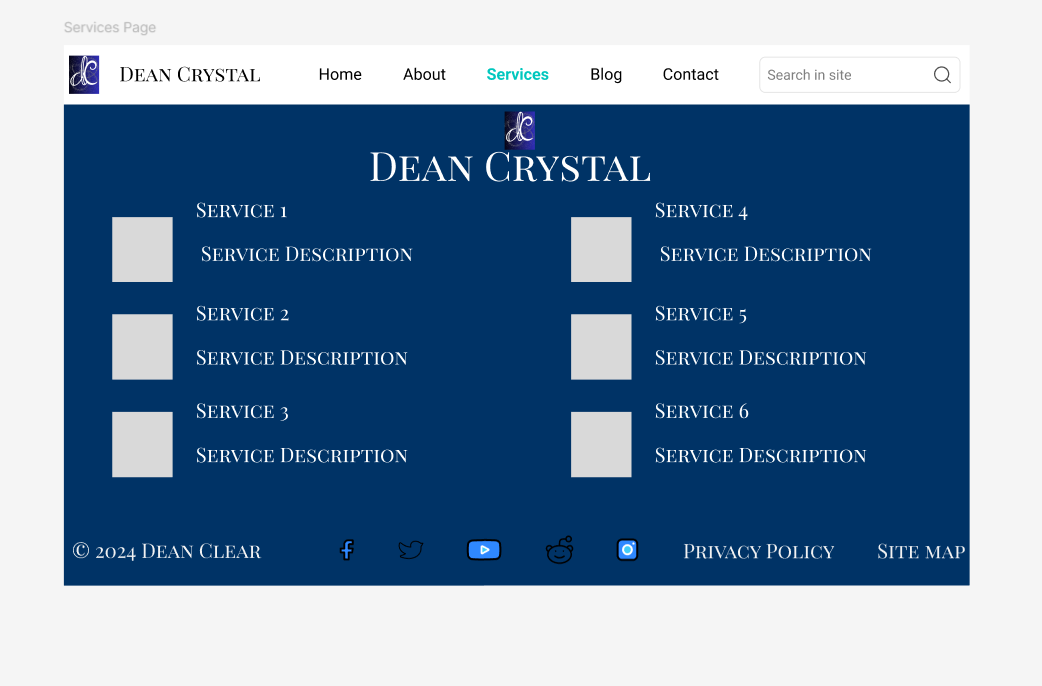 Services Page
dC Dean Crystal Home About Services Blog Contact Search in site
dC
Dean Crystal
Service 1
Service Description
Service 2
Service Description
Service 3
Service Description
Service 4
Service Description
Service 5
Service Description
Service 6
Service Description
© 2024 Dean Clear Privacy Policy Site map